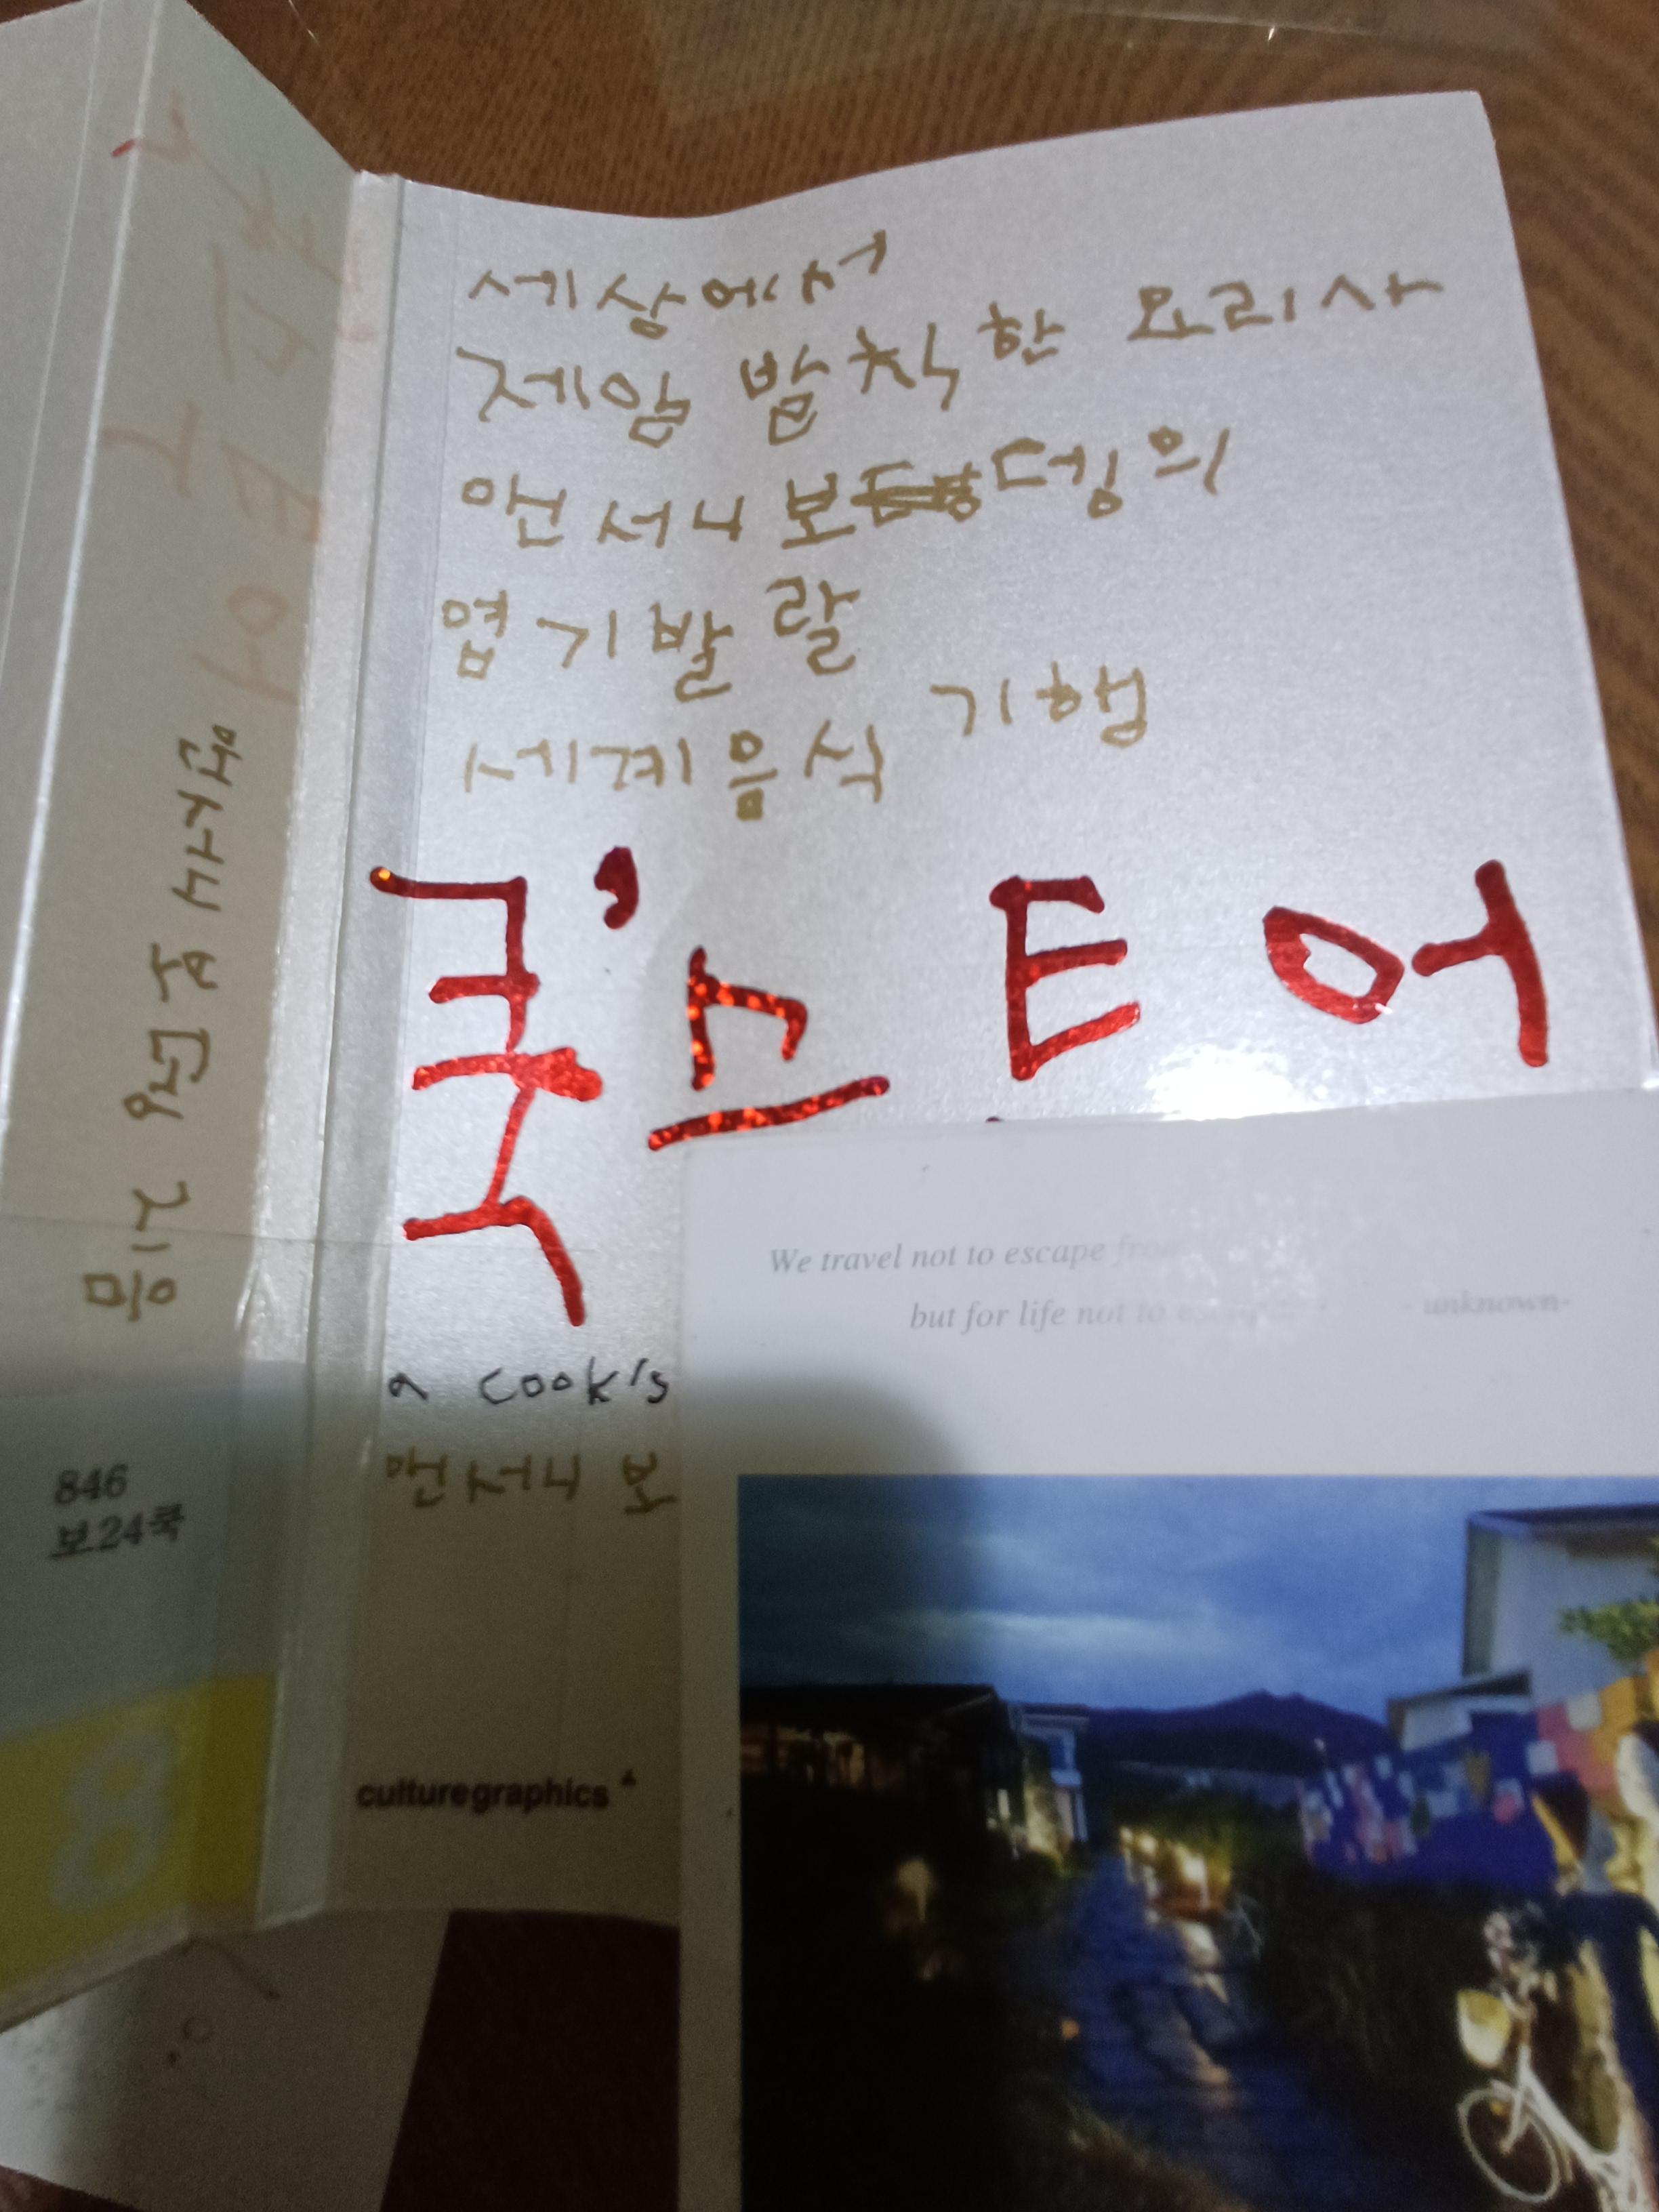 세상에서
제일 발칙한 요리사
앤서니 보뎅의
엽기발랄
세계음식 기행
쿡's 투어
a cook's
앤서니 보
culturegraphics
We travel not to escape
but for life not to
-unknown-
846
보24쿡
8